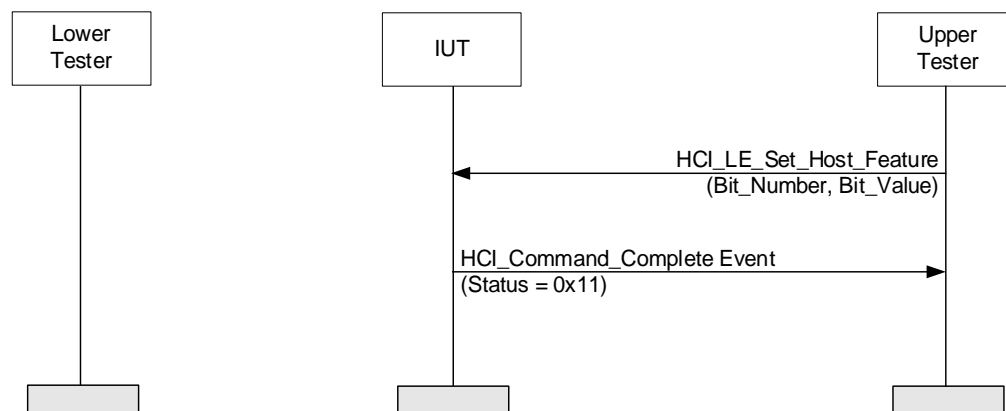 Lower
Tester
IUT
Upper
Tester
HCI_LE_Set_Host_Feature
(Bit_Number, Bit_Value)
HCI_Command_Complete Event
(Status = 0x11)